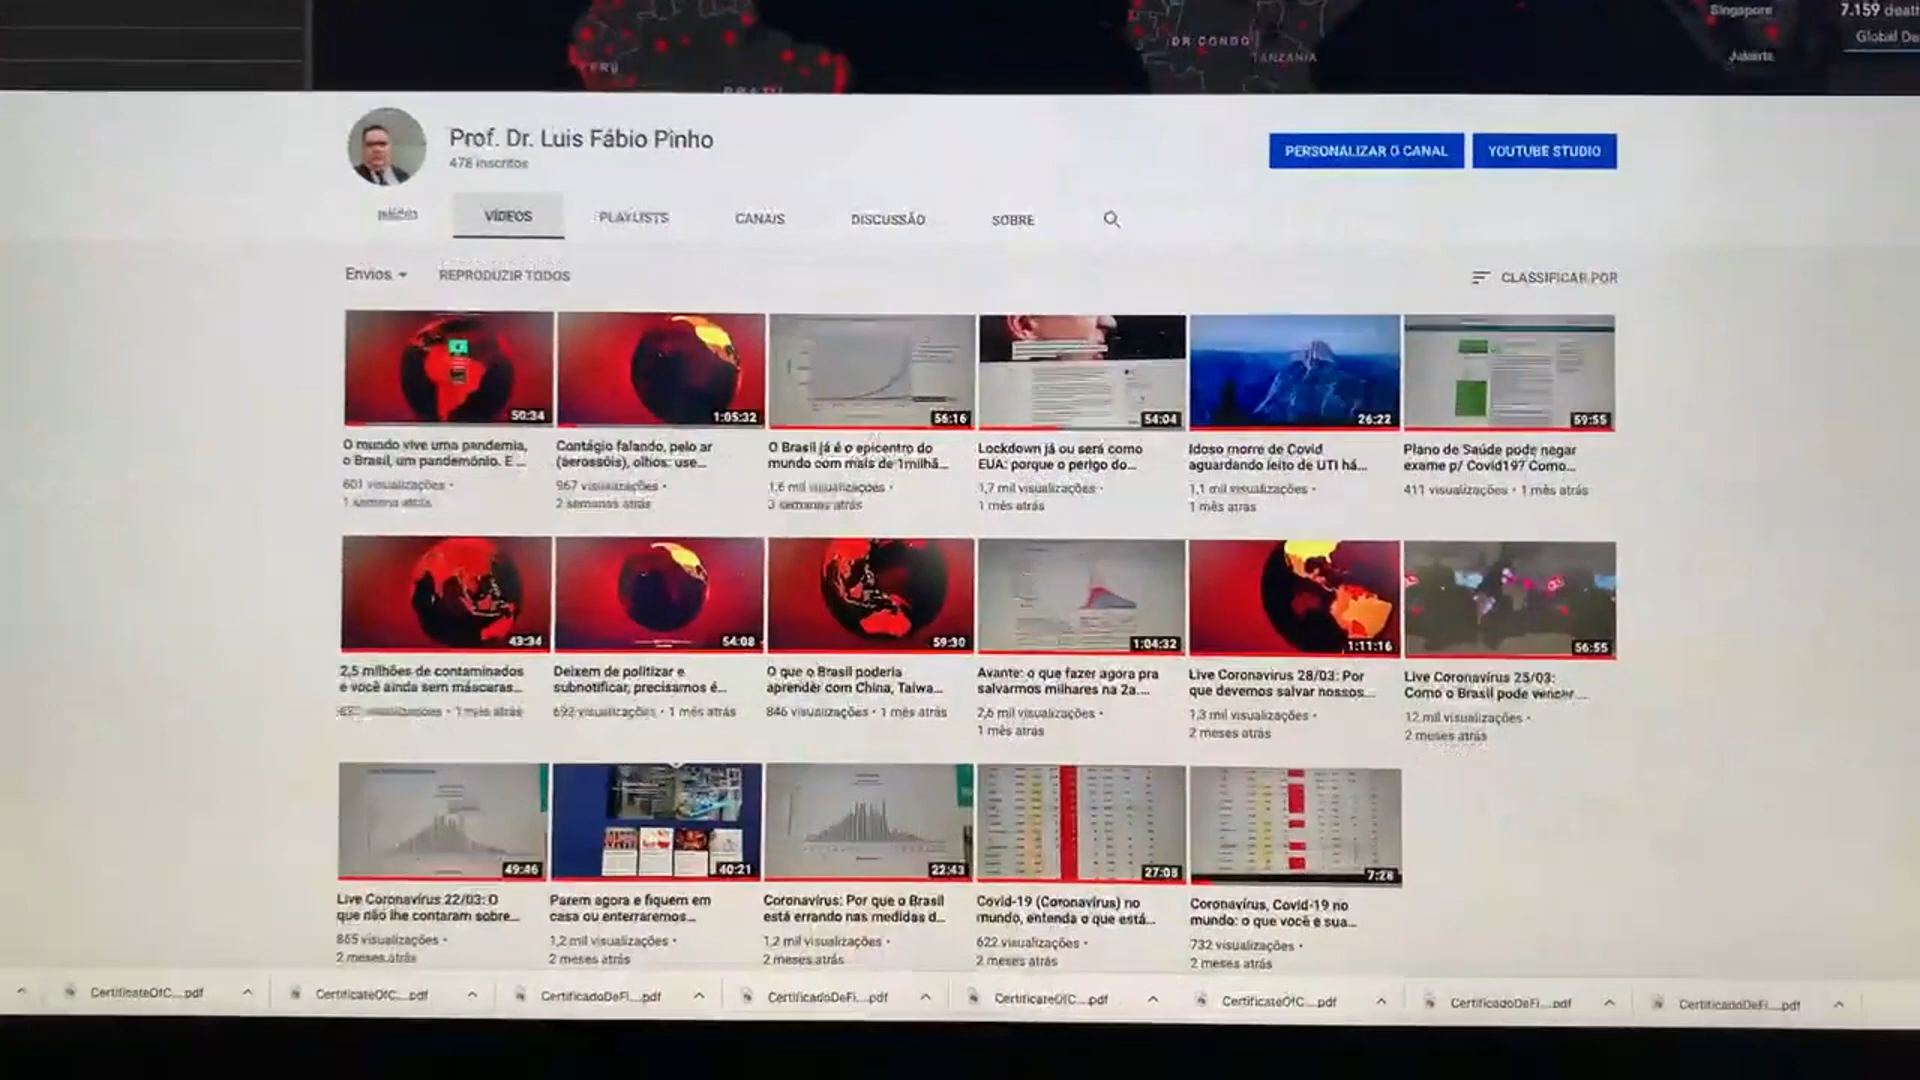 Singapore
7.159 death
DR CONGO
Global De
PERU
TANZANIA
Jakarta
BRAZIL
Prof. Dr. Luis Fábio Pinho
478 inscritos
PERSONALIZAR O CANAL
YOUTUBE STUDIO
INÍCIO
VÍDEOS
PLAYLISTS
CANAIS
DISCUSSÃO
SOBRE
Envios
REPRODUZIR TODOS
CLASSIFICAR POR
50:34
1:05:32
56:16
54:04
26:22
59:55
O mundo vive uma pandemia,
o Brasil, um pandemônio. E ...
601 visualizações •
1 semana atrás
Contágio falando, pelo ar
(aerossóis), olhos: use...
967 visualizações •
2 semanas atrás
O Brasil já é o epicentro do
mundo com mais de 1milhã...
1,6 mil visualizações •
3 semanas atrás
Lockdown já ou será como
EUA: porque o perigo do...
1,7 mil visualizações •
1 mês atrás
Idoso morre de Covid
aguardando leito de UTI há...
1,1 mil visualizações •
1 mês atrás
Plano de Saúde pode negar
exame p/ Covid19? Como...
411 visualizações • 1 mês atrás
43:34
54:08
59:30
1:04:32
1:11:16
56:55
2,5 milhões de contaminados
e você ainda sem máscaras...
visualizações • 1 mês atrás
Deixem de politizar e
subnotificar, precisamos é...
692 visualizações • 1 mês atrás
O que o Brasil poderia
aprender com China, Taiwa...
846 visualizações • 1 mês atrás
Avante: o que fazer agora pra
salvarmos milhares na 2a....
2,6 mil visualizações •
1 mês atrás
Live Coronavírus 28/03: Por
que devemos salvar nossos...
1,3 mil visualizações •
2 meses atrás
Live Coronavírus 25/03:
Como o Brasil pode vencer ...
12 mil visualizações •
2 meses atrás
49:46
40:21
22:43
27:08
7:28
Live Coronavírus 22/03: O
que não lhe contaram sobre...
865 visualizações •
2 meses atrás
Parem agora e fiquem em
casa ou enterraremos...
1,2 mil visualizações •
2 meses atrás
Coronavírus: Por que o Brasil
está errando nas medidas d...
1,2 mil visualizações •
2 meses atrás
Covid-19 (Coronavírus) no
mundo, entenda o que está...
622 visualizações •
2 meses atrás
Coronavírus, Covid-19 no
mundo: o que você e sua...
732 visualizações •
2 meses atrás
CertificateOfC....pdf
CertificateOfC....pdf
CertificadoDeFi....pdf
CertificadoDeFi....pdf
CertificateOfC....pdf
CertificateOfC....pdf
CertificadoDeFi....pdf
CertificadoDeFi....pdf